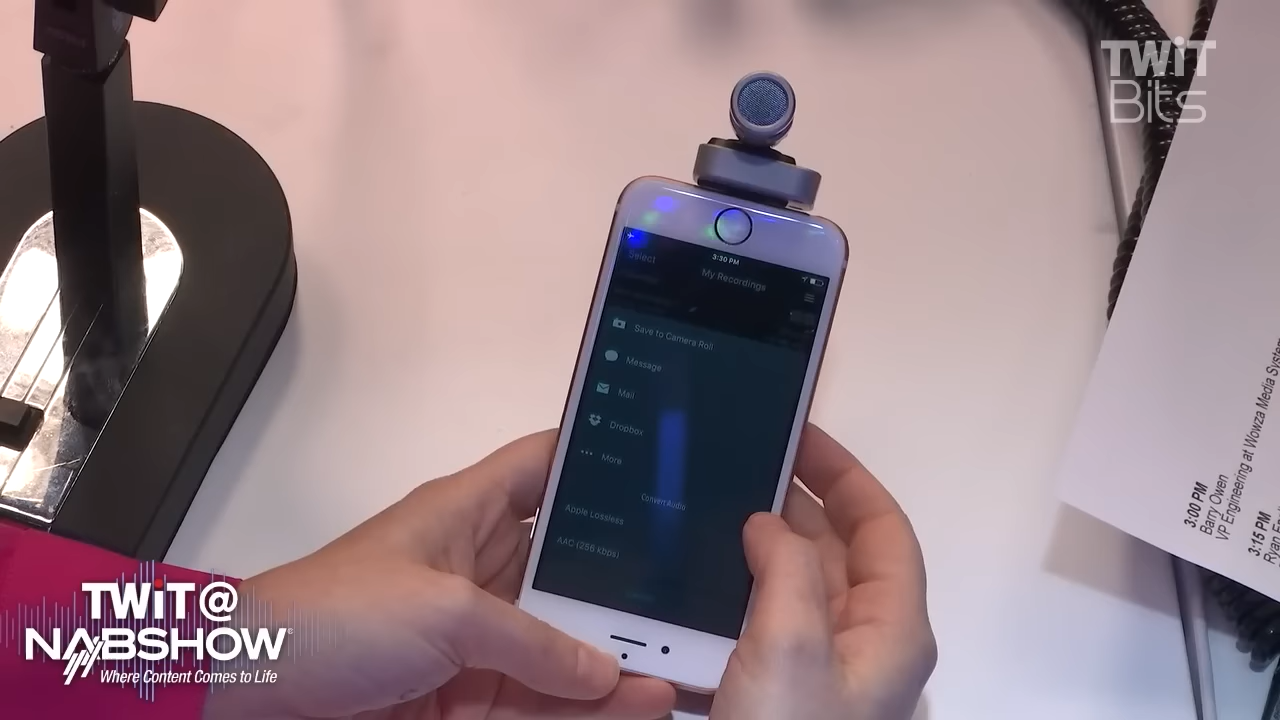 TWiT
Bits
3:30 PM
Select
My Recordings
Save to Camera Roll
Message
Mail
Dropbox
More
Convert Audio
Apple Lossless
AAC (256 kbps)
3:00 PM
Barry Owen
VP Engineering at Wowza Media System
3:15 PM
Ryan
TWiT @
NABSHOW®
Where Content Comes to Life